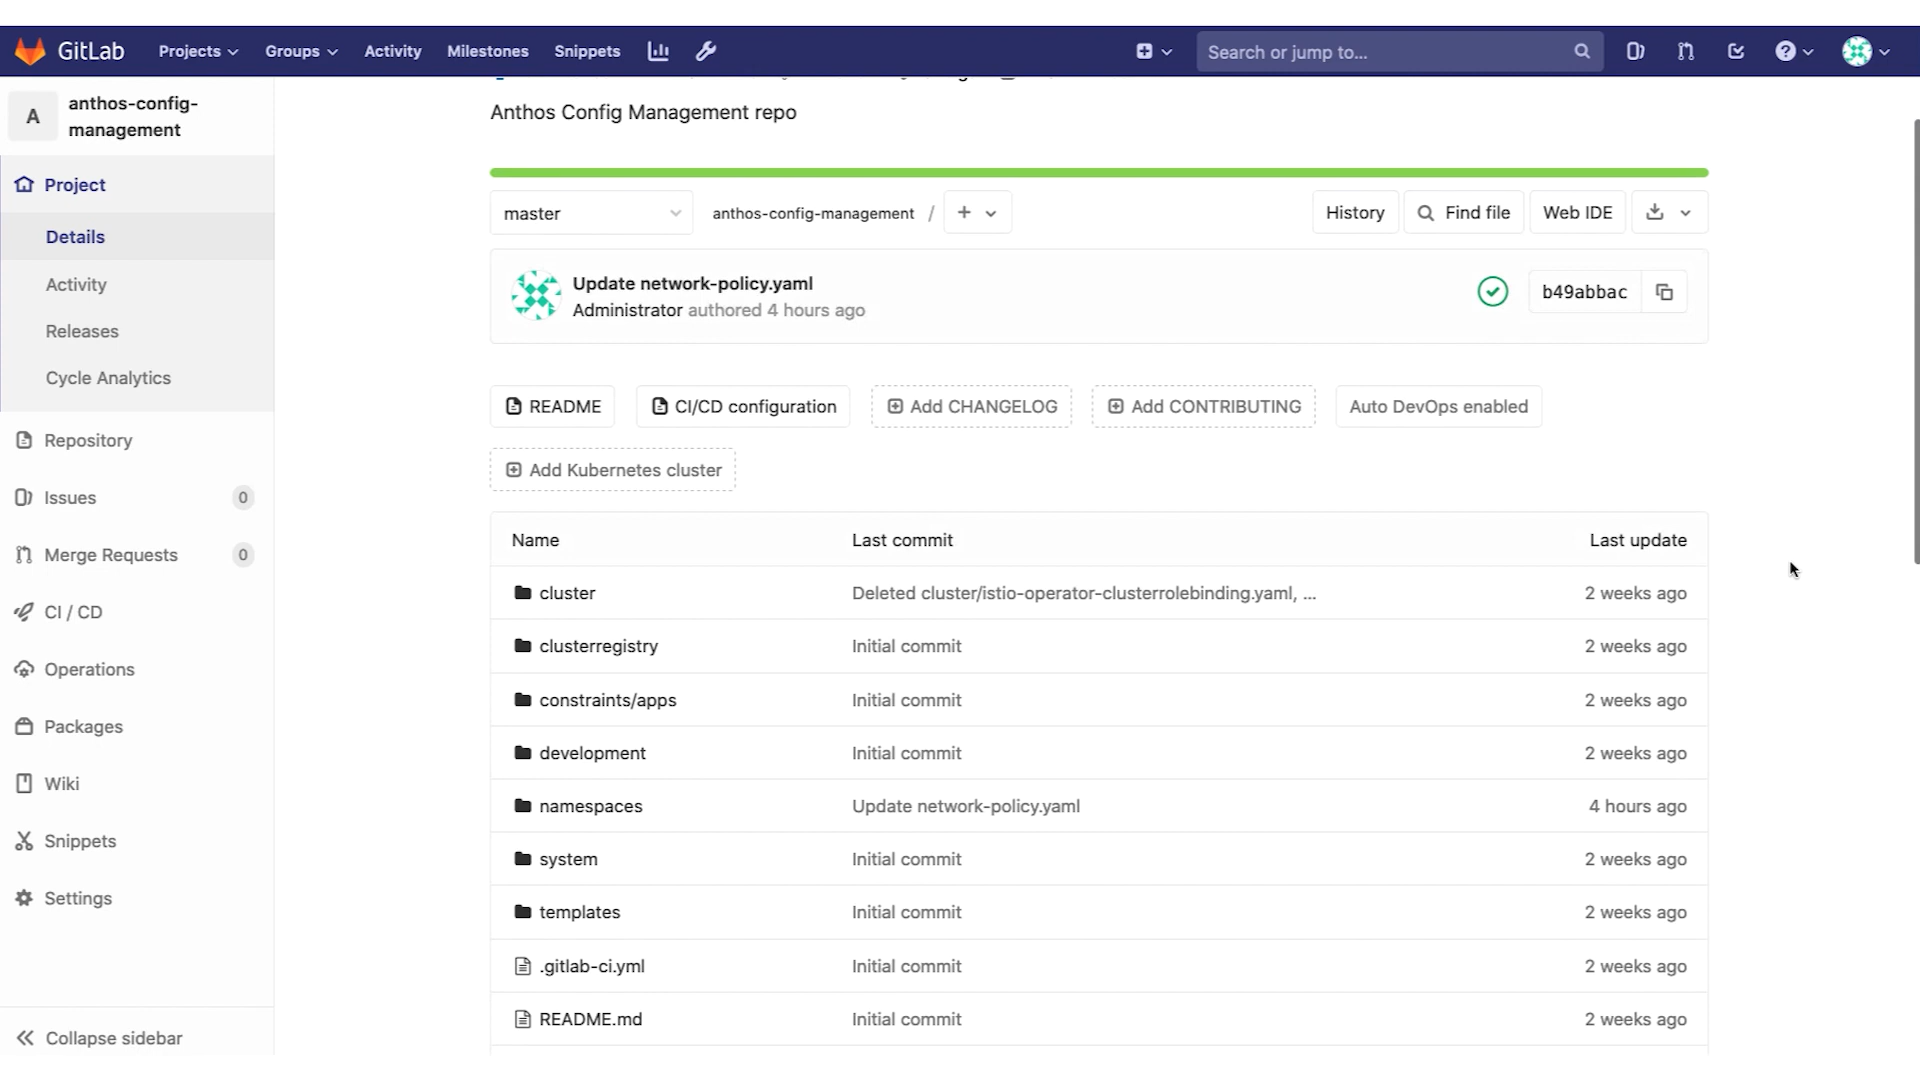 GitLab Projects Groups Activity Milestones Snippets Search or jump to...
A anthos-config-management
Project
Details
Activity
Releases
Cycle Analytics
Repository
Issues 0
Merge Requests 0
CI / CD
Operations
Packages
Wiki
Snippets
Settings
Collapse sidebar
Anthos Config Management repo
master anthos-config-management / + History Find file Web IDE
Update network-policy.yaml
Administrator authored 4 hours ago
b49abbac
README CI/CD configuration Add CHANGELOG Add CONTRIBUTING Auto DevOps enabled
Add Kubernetes cluster
Name Last commit Last update
cluster Deleted cluster/istio-operator-clusterrolebinding.yaml, ... 2 weeks ago
clusterregistry Initial commit 2 weeks ago
constraints/apps Initial commit 2 weeks ago
development Initial commit 2 weeks ago
namespaces Update network-policy.yaml 4 hours ago
system Initial commit 2 weeks ago
templates Initial commit 2 weeks ago
.gitlab-ci.yml Initial commit 2 weeks ago
README.md Initial commit 2 weeks ago